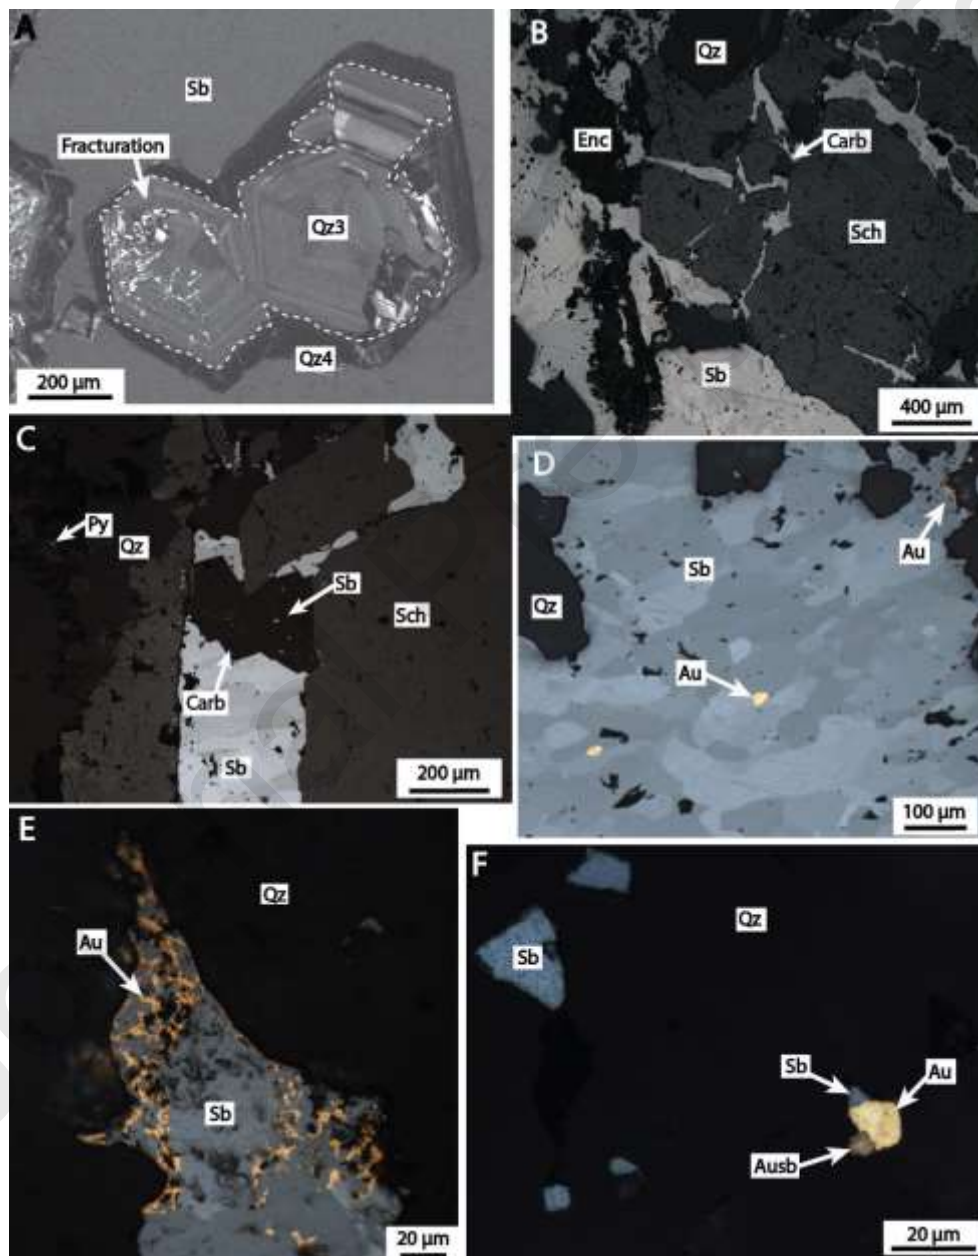 A
Sb
Fracturation
Qz3
Qz4
200 µm
B
Qz
Enc
Carb
Sch
Sb
400 µm
C
Py
Qz
Sb
Sch
Carb
Sb
200 µm
D
Au
Sb
Qz
Au
100 µm
E
Qz
Au
Sb
20 µm
F
Qz
Sb
Sb
Au
Ausb
20 µm